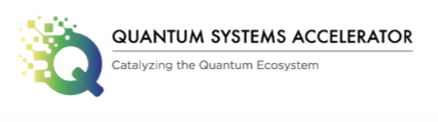 QUANTUM SYSTEMS ACCELERATOR
Catalyzing the Quantum Ecosystem